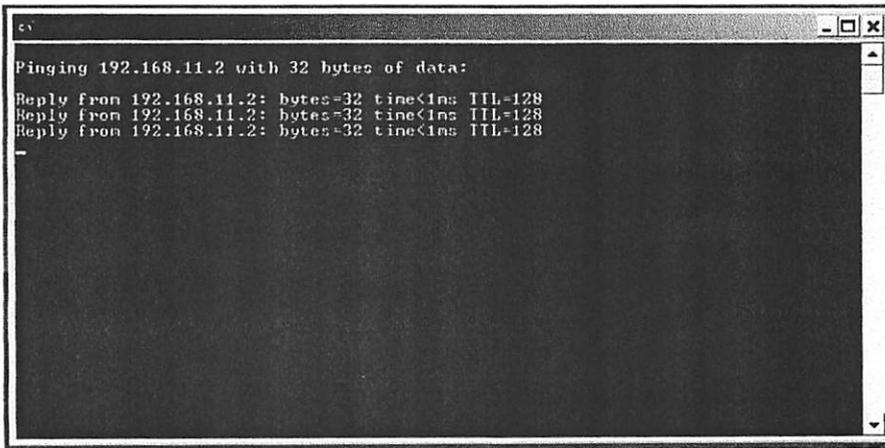 Pinging 192.168.11.2 with 32 bytes of data:
Reply from 192.168.11.2: bytes=32 time<1ms TTL=128
Reply from 192.168.11.2: bytes=32 time<1ms TTL=128
Reply from 192.168.11.2: bytes=32 time<1ms TTL=128